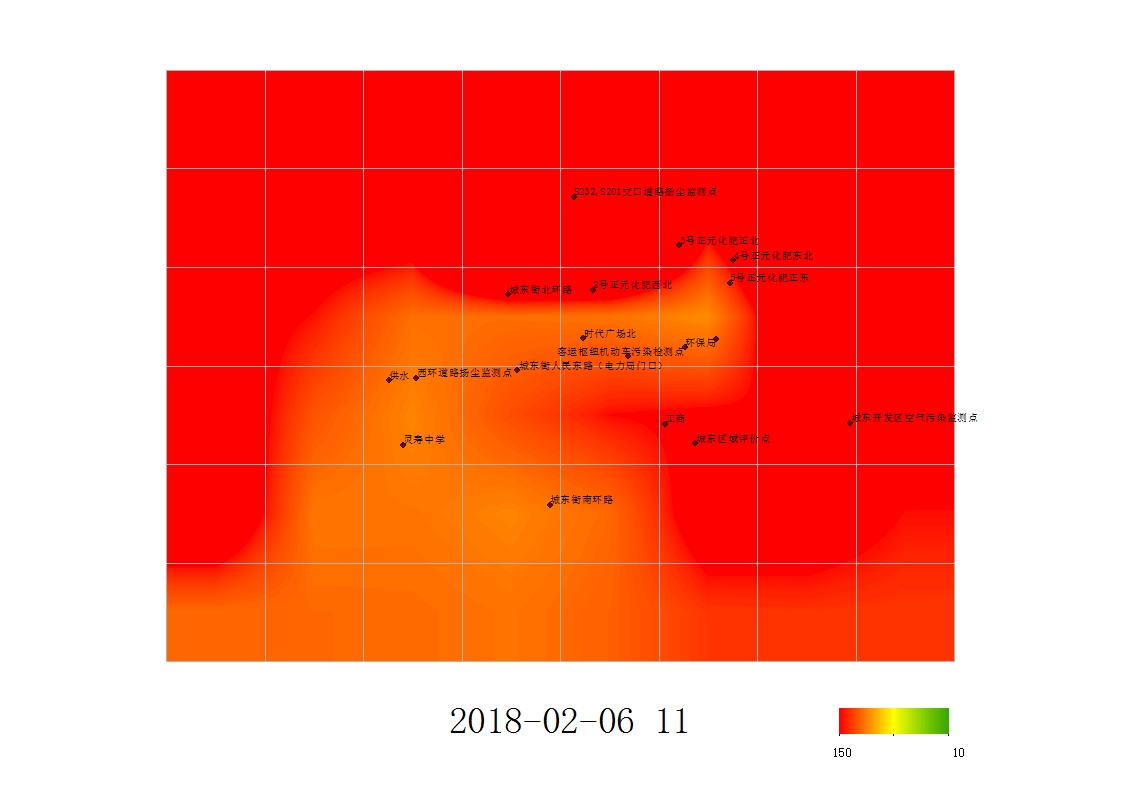 S232,S201交口道路扬尘监测点
3号正元化肥正北
4号正元化肥东北
5号正元化肥正东
城东街北环路
2号正元化肥西北
时代广场北
环保局
客运枢纽机动车污染检测点
城东街人民东路（电力局门口）
供水
西环道路扬尘监测点
工商
城东开发区空气污染监测点
灵寿中学
城东区域评价点
城东街南环路
2018-02-06 11
150
10